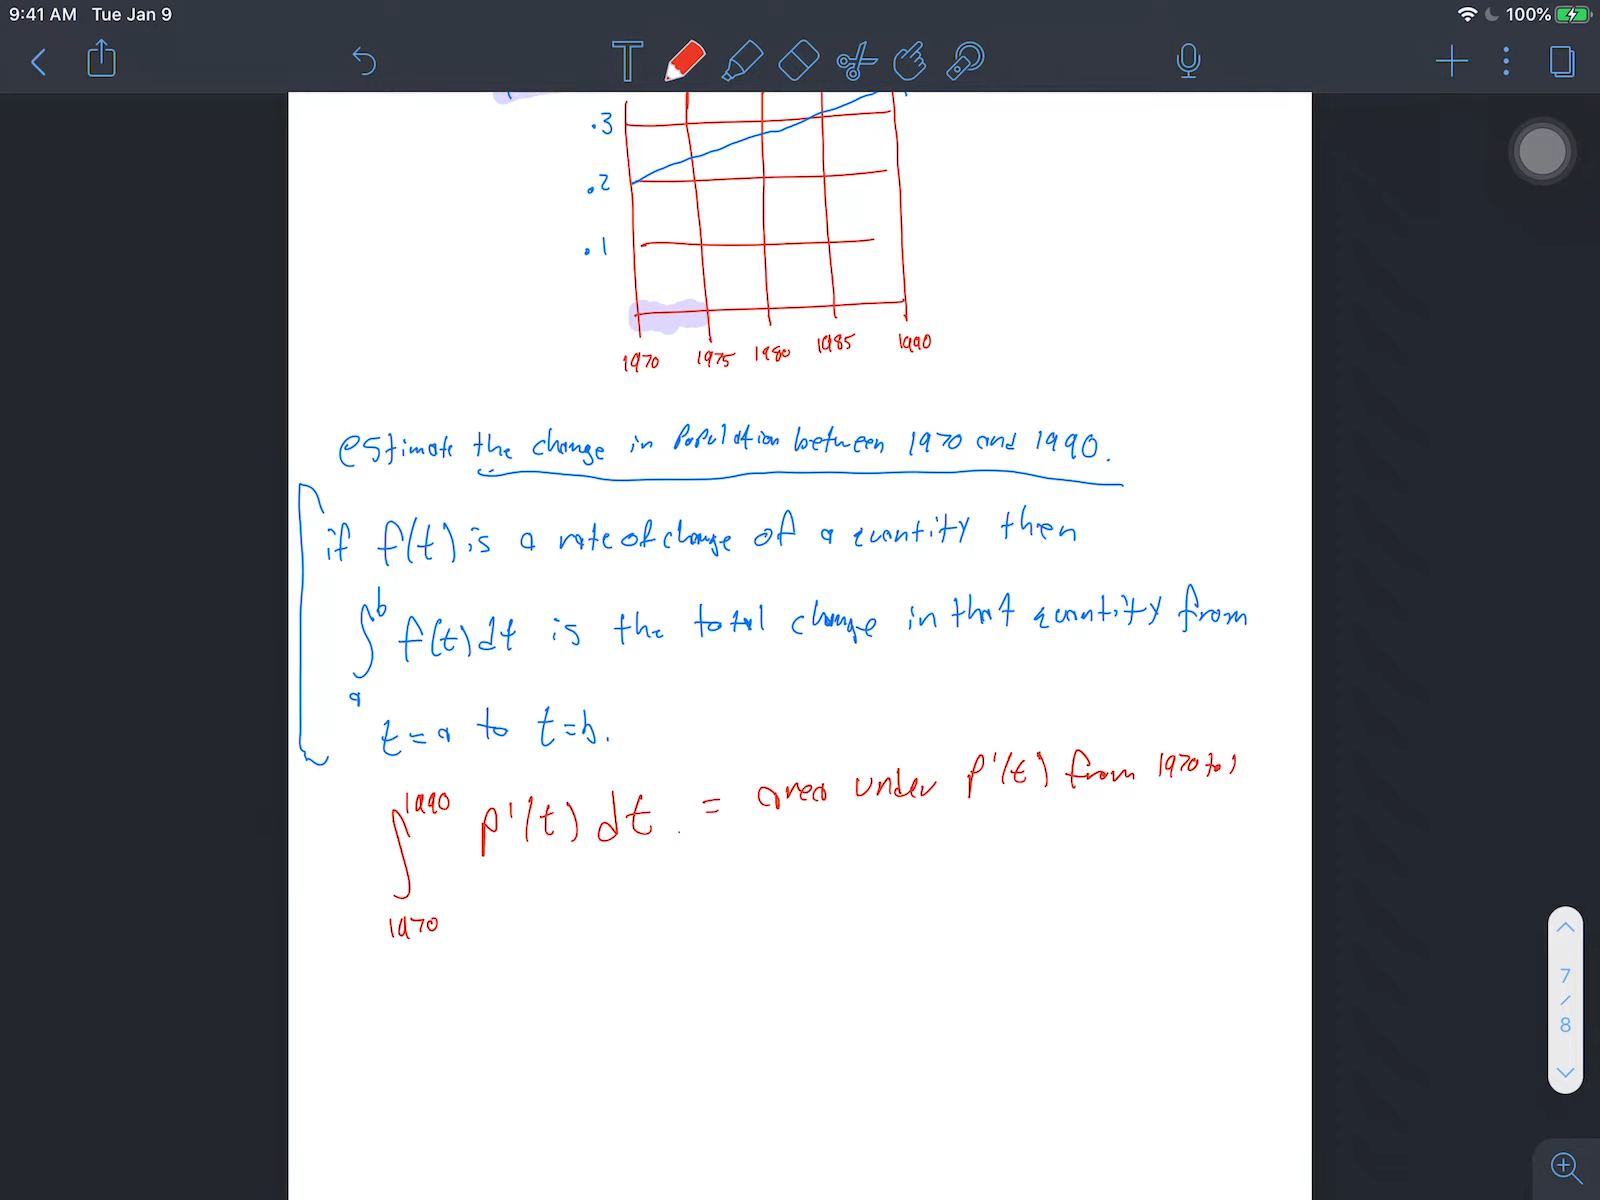 9:41 AM Tue Jan 9
100%
T
.3
.2
.1
1970 1975 1980 1985 1990
estimate the change in Population between 1970 and 1990.
if f(t) is a rate of change of a quantity then
∫_a^b f(t) dt is the total change in that quantity from
t=a to t=b.
∫_1970^1990 P'(t) dt = area under P'(t) from 1970 to
7
/
8